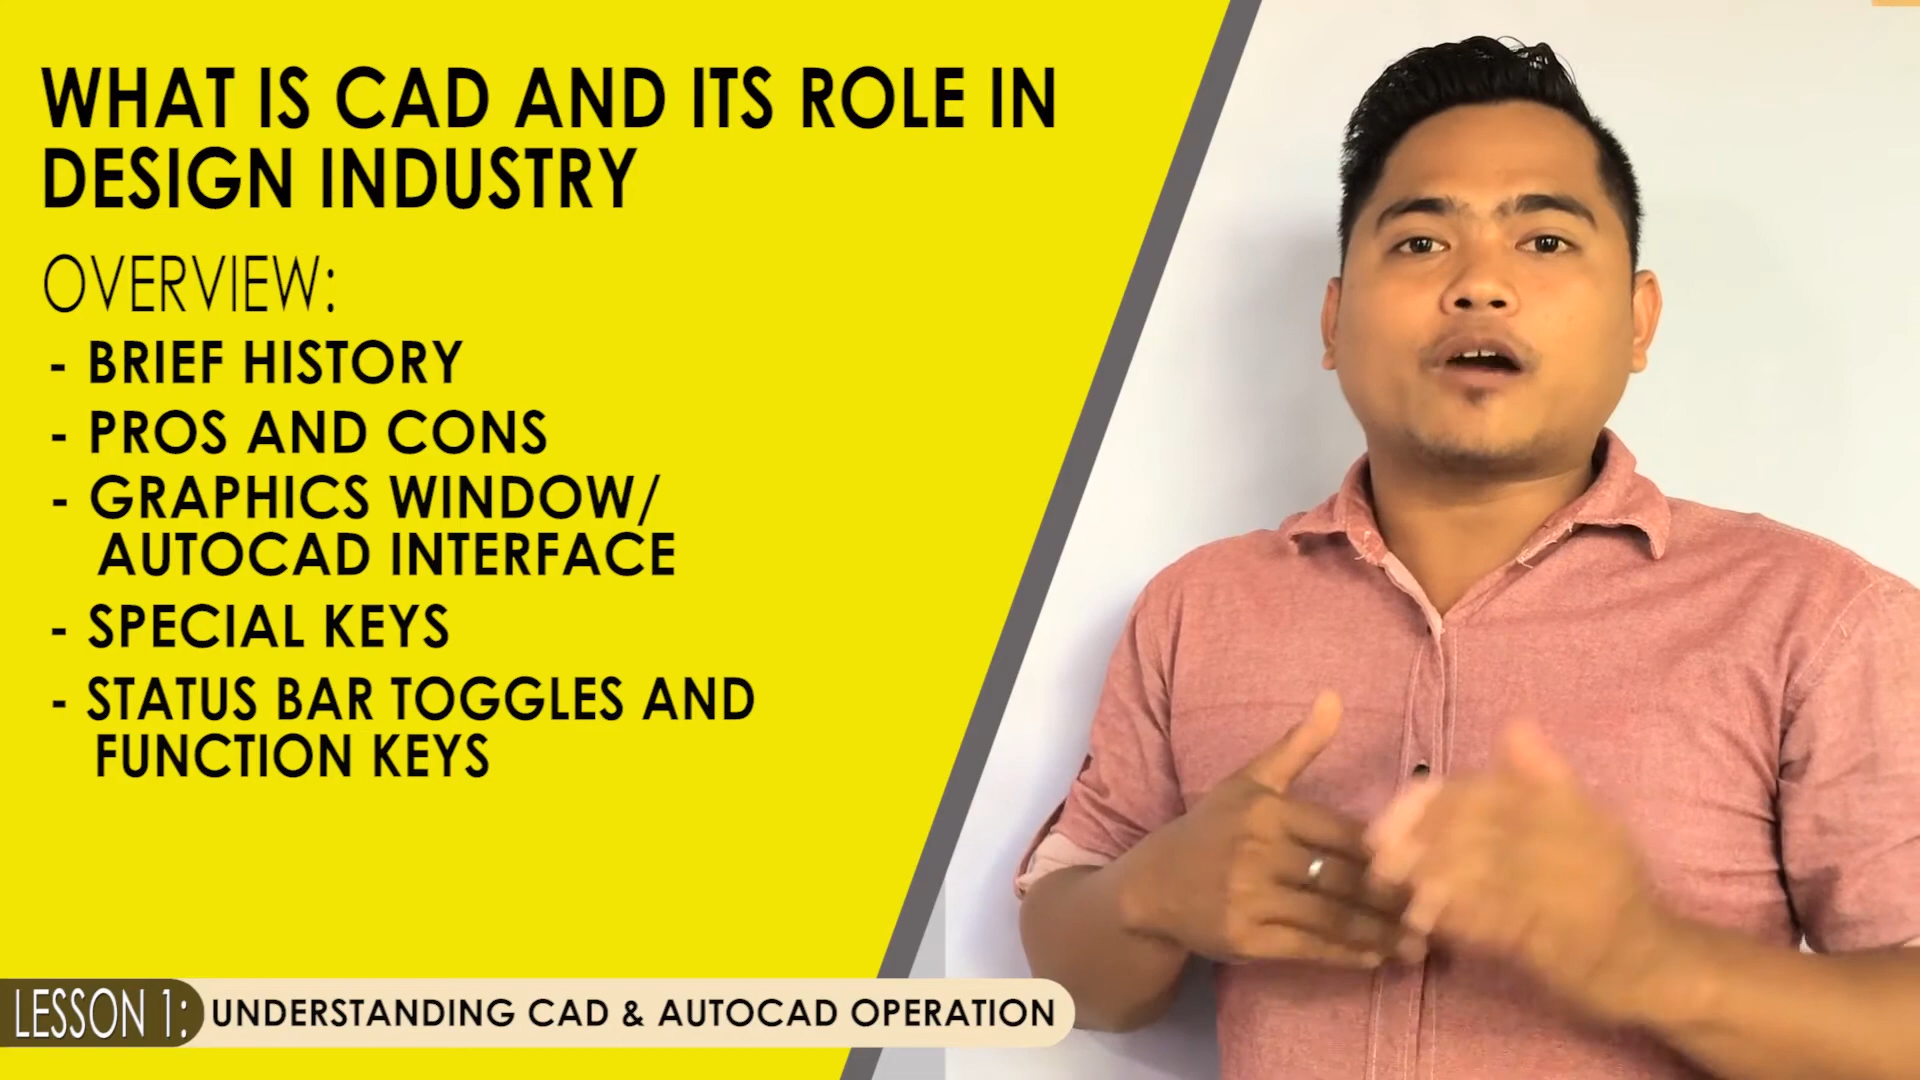 WHAT IS CAD AND ITS ROLE IN
DESIGN INDUSTRY
OVERVIEW:
- BRIEF HISTORY
- PROS AND CONS
- GRAPHICS WINDOW/
AUTOCAD INTERFACE
- SPECIAL KEYS
- STATUS BAR TOGGLES AND
FUNCTION KEYS
LESSON 1: UNDERSTANDING CAD & AUTOCAD OPERATION